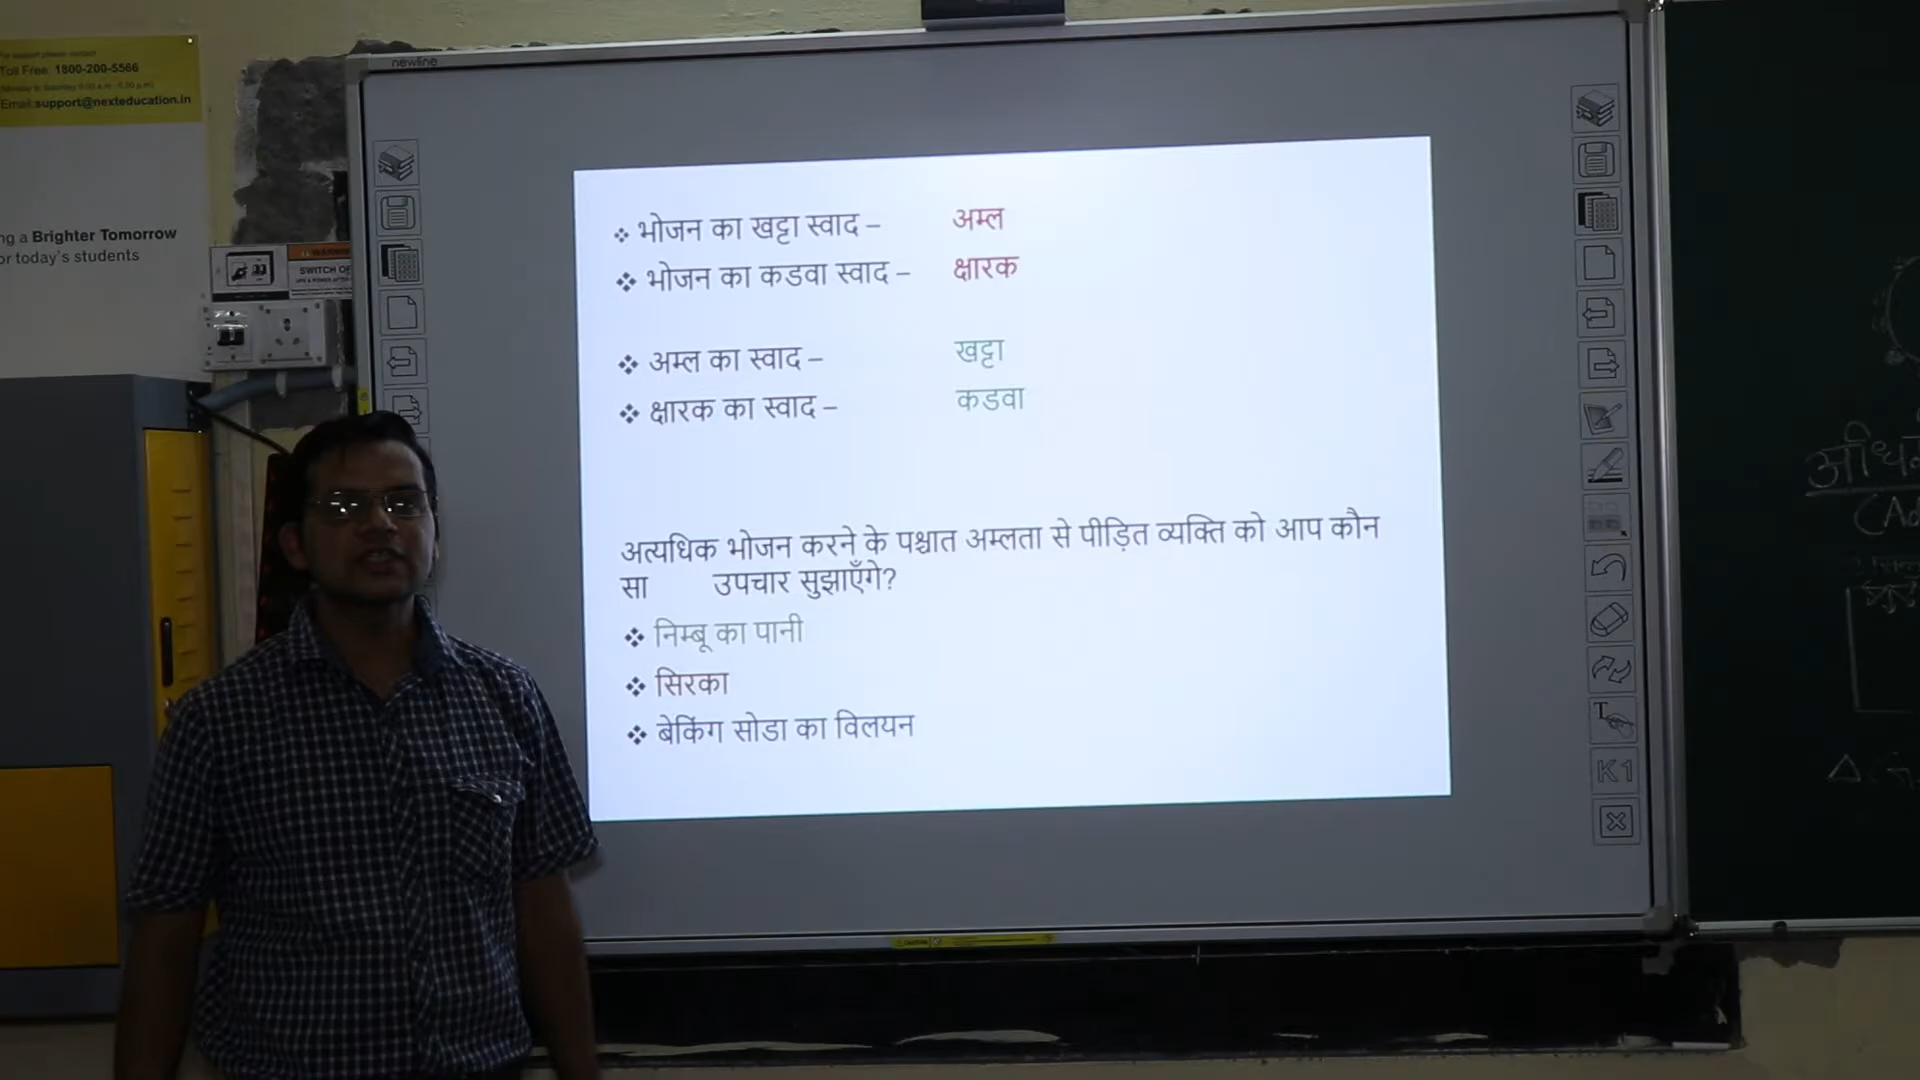 Toll Free: 1800-200-5566
Email:support@nexteducation.in
ng a Brighter Tomorrow
or today's students
SWITCH OF
newline
❖ भोजन का खट्टा स्वाद – अम्ल
❖ भोजन का कडवा स्वाद – क्षारक
❖ अम्ल का स्वाद – खट्टा
❖ क्षारक का स्वाद – कडवा
अत्यधिक भोजन करने के पश्चात अम्लता से पीड़ित व्यक्ति को आप कौन
सा उपचार सुझाएँगे?
❖ निम्बू का पानी
❖ सिरका
❖ बेकिंग सोडा का विलयन
K1